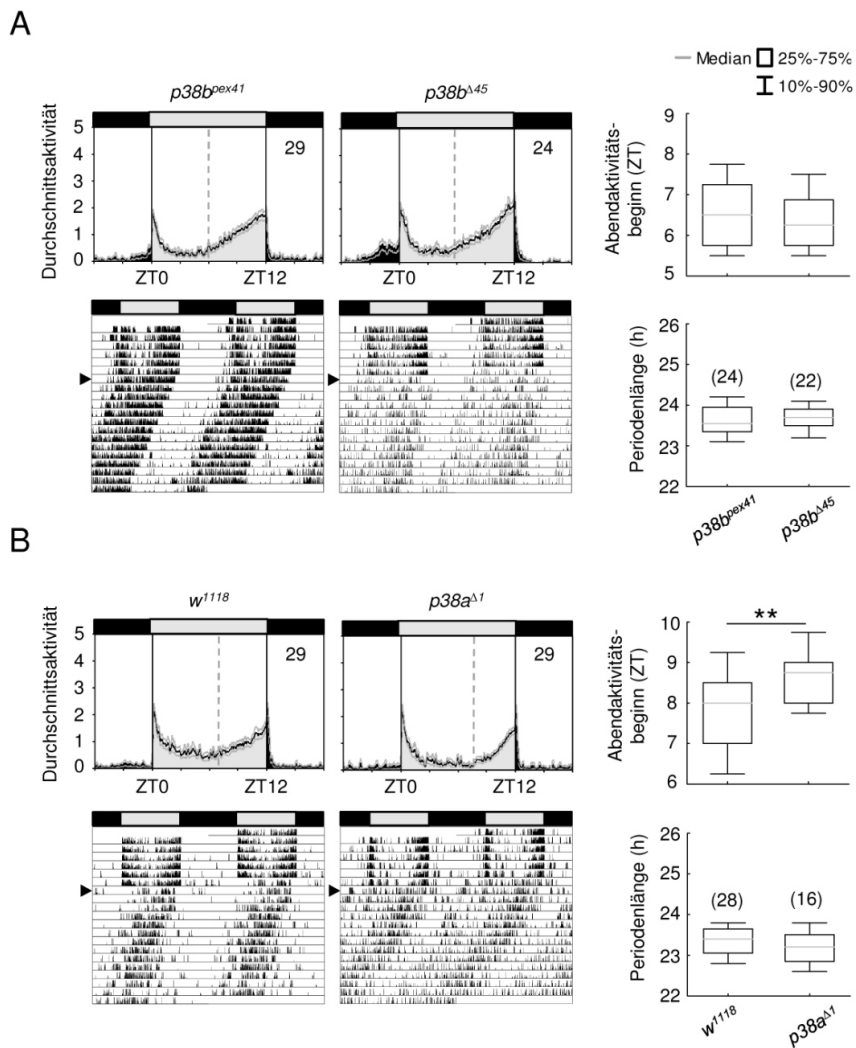 A
Median 25%-75%
10%-90%
p38b^pex41
p38b^Δ45
Durchschnittsaktivität
5
4
3
2
1
0
29
24
ZT0
ZT12
ZT0
ZT12
Abendaktivitäts-
beginn (ZT)
9
8
7
6
5
Periodenlänge (h)
26
25
24
23
22
(24)
(22)
p38b^pex41
p38b^Δ45
B
w^1118
p38a^Δ1
Durchschnittsaktivität
5
4
3
2
1
0
29
29
ZT0
ZT12
ZT0
ZT12
Abendaktivitäts-
beginn (ZT)
10
9
8
7
6
**
Periodenlänge (h)
26
25
24
23
22
(28)
(16)
w^1118
p38a^Δ1